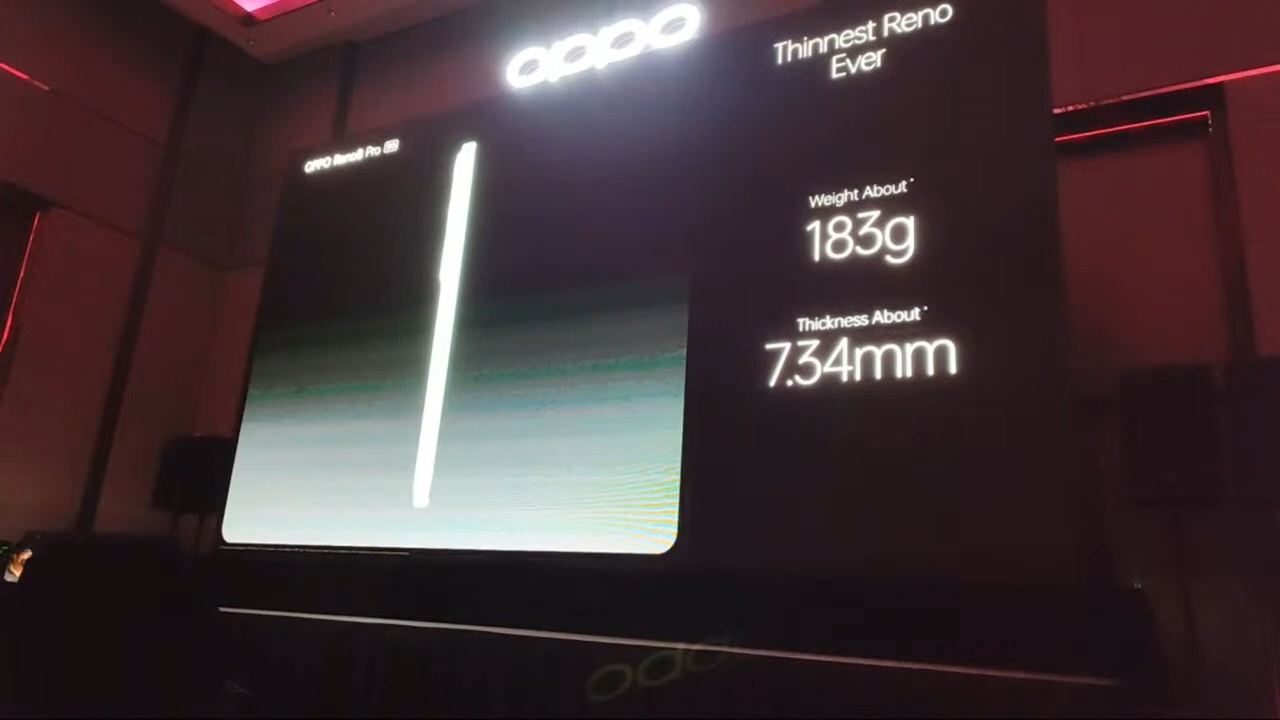 oppo
Thinnest Reno
Ever
OPPO Reno8 Pro 5G
Weight About*
183g
Thickness About*
7.34mm